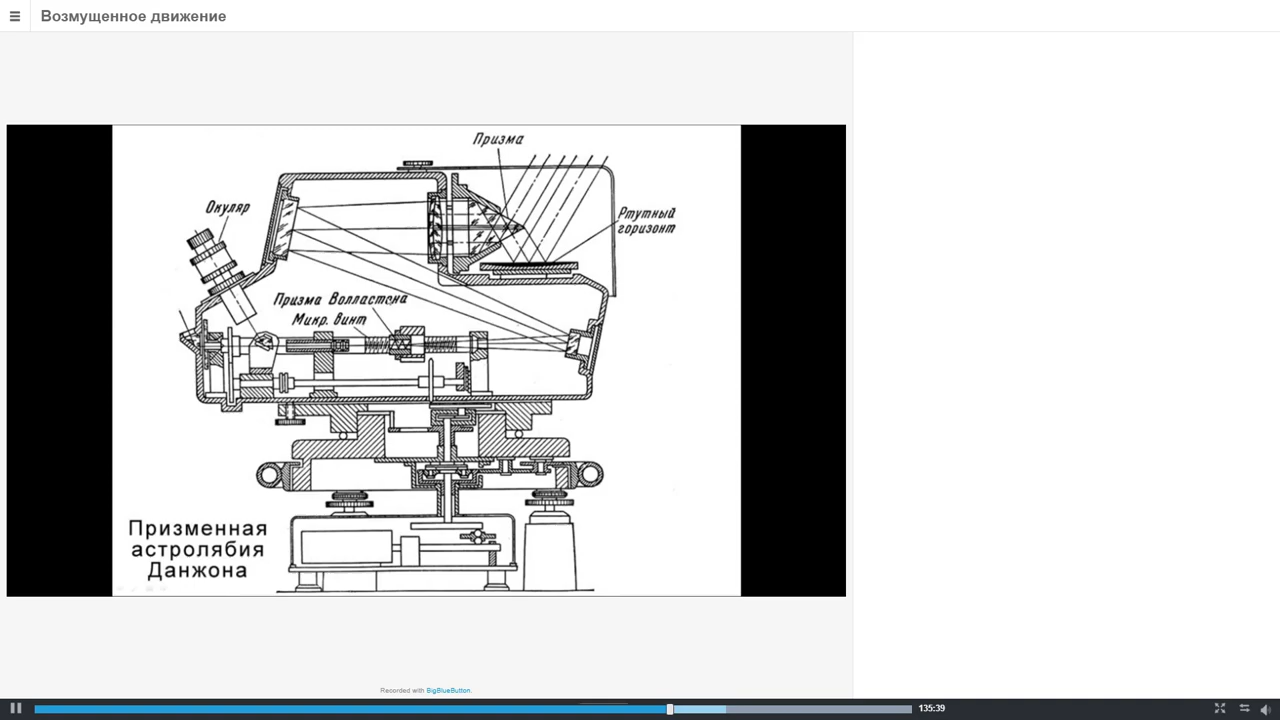 Возмущенное движение
Призма
Окуляр
Ртутный
горизонт
Призма Волластона
Микр. винт
Призменная
астролябия
Данжона
Recorded with BigBlueButton.
135:39